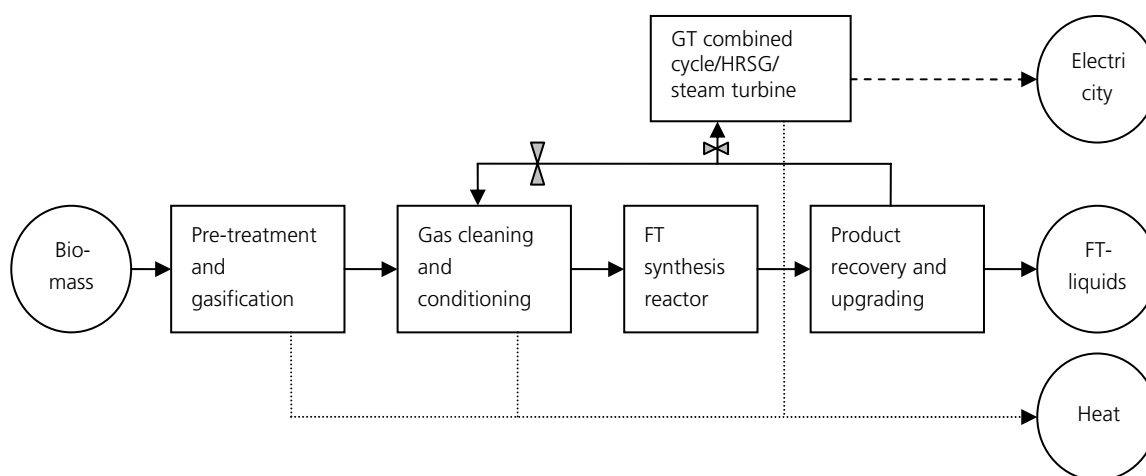 GT combined
cycle/HRSG/
steam turbine
Electri
city
Bio-
mass
Pre-treatment
and
gasification
Gas cleaning
and
conditioning
FT
synthesis
reactor
Product
recovery and
upgrading
FT-
liquids
Heat